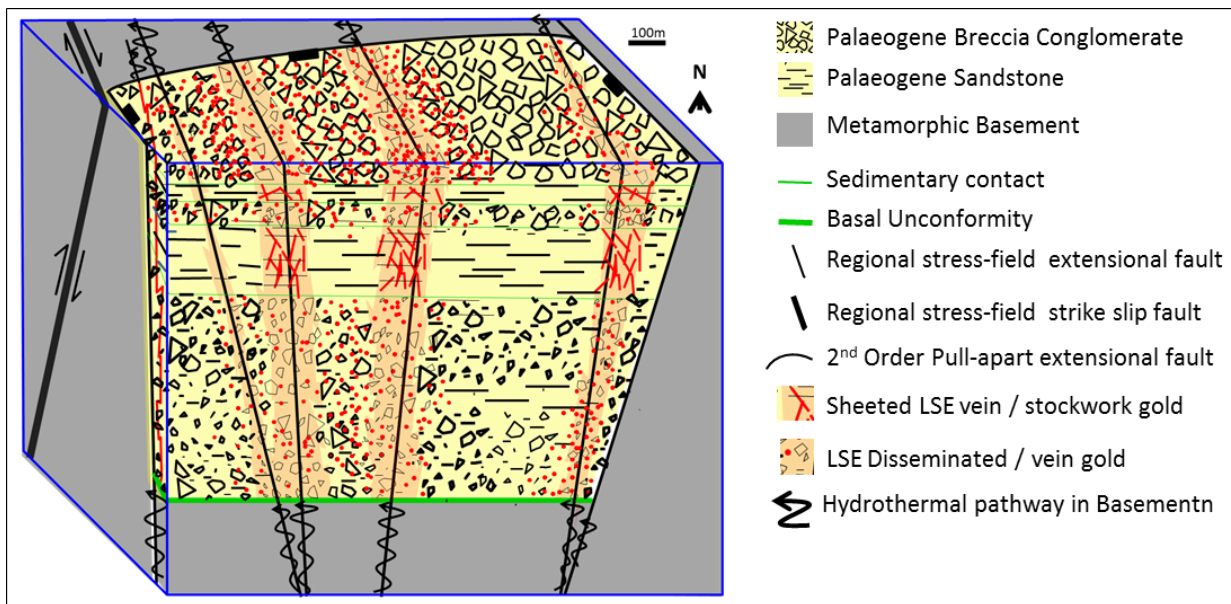 100m
N
Palaeogene Breccia Conglomerate
Palaeogene Sandstone
Metamorphic Basement
Sedimentary contact
Basal Unconformity
Regional stress-field extensional fault
Regional stress-field strike slip fault
2nd Order Pull-apart extensional fault
Sheeted LSE vein / stockwork gold
LSE Disseminated / vein gold
Hydrothermal pathway in Basementn